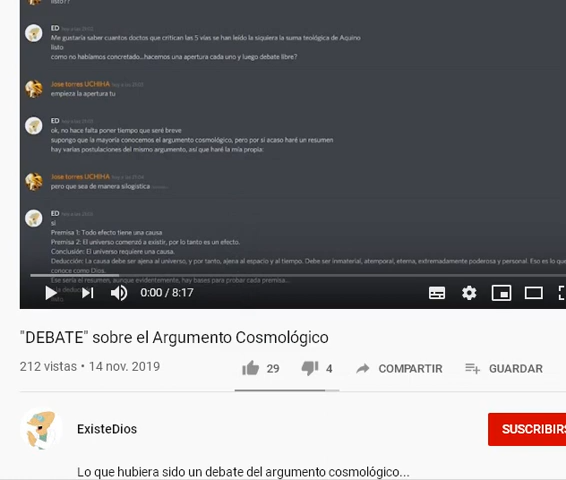 listo??
ED
Me gustaría saber cuantos doctos que critican las 5 vías se han leído la siquiera la suma teológica de Aquino
listo
como no habíamos concretado...hacemos una apertura cada uno y luego debate libre?
Jose torres UCHIHA
empieza la apertura tu
ED
ok, no hace falta poner tiempo que seré breve
supongo que la mayoría conocemos el argumento cosmológico, pero por si acaso haré un resumen
hay varias postulaciones del mismo argumento, así que haré la mía propia:
Jose torres UCHIHA
pero que sea de manera silogistica
ED
si
Premisa 1: Todo efecto tiene una causa
Premisa 2: El universo comenzó a existir, por lo tanto es un efecto.
Conclusión: El universo requiere una causa.
Deducción: La causa debe ser ajena al universo, y por tanto, ajena al espacio y al tiempo. Debe ser inmaterial, atemporal, eterna, extremadamente poderosa y personal. Eso es lo que
conoce como Dios.
Ese sería el resumen, aunque evidentemente, hay bases para probar cada premisa...
0:00 / 8:17
"DEBATE" sobre el Argumento Cosmológico
212 vistas • 14 nov. 2019 29 4 COMPARTIR GUARDAR
ExisteDios SUSCRIBIRS
Lo que hubiera sido un debate del argumento cosmológico...